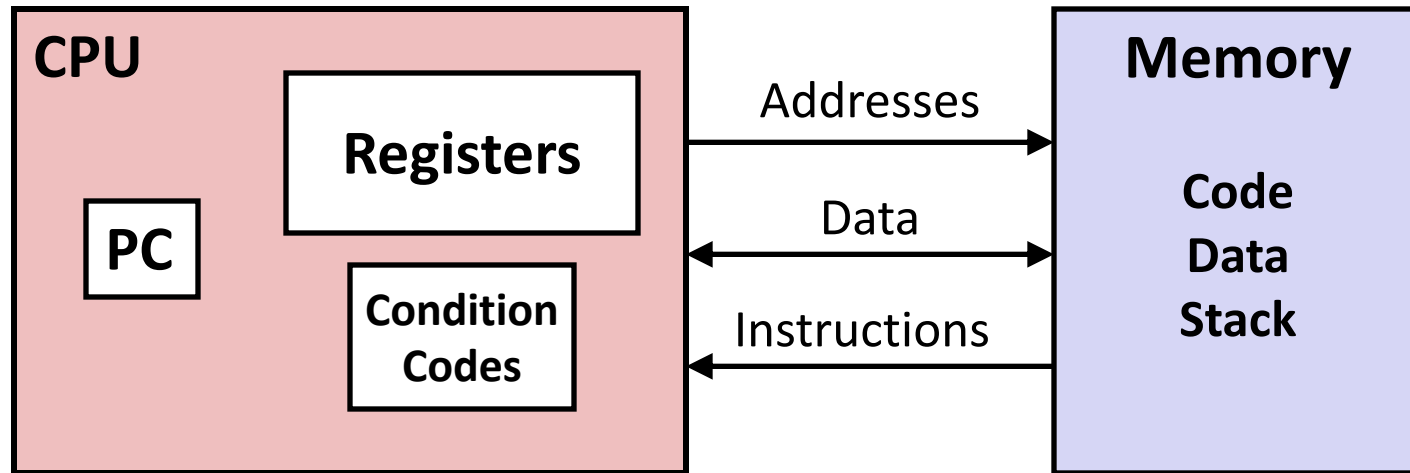 CPU
Registers
PC
Condition
Codes
Addresses
Data
Instructions
Memory
Code
Data
Stack